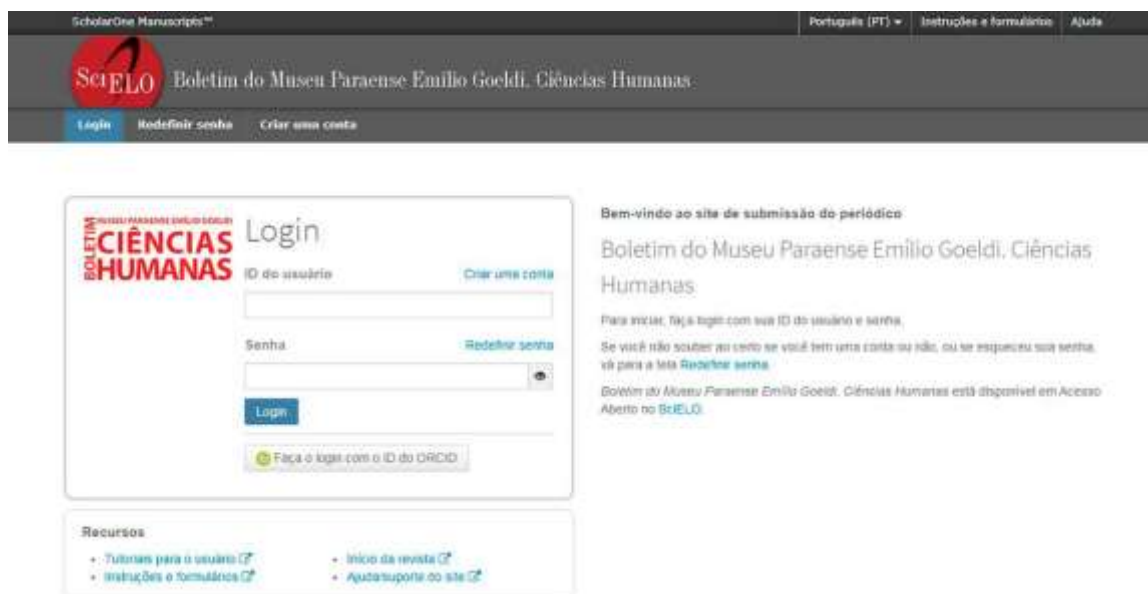 ScholarOne Manuscripts™
Português (PT)
Instruções e formulários
Ajuda
SciELO
Boletim do Museu Paraense Emílio Goeldi. Ciências Humanas
Login
Redefinir senha
Criar uma conta
BOLETIM
MUSEU PARAENSE EMÍLIO GOELDI
CIÊNCIAS
HUMANAS
Login
ID do usuário
Criar uma conta
Senha
Redefinir senha
Login
Faça o login com o ID do ORCID
Recursos
Tutoriais para o usuário
Instruções e formulários
Início da revista
Ajuda/suporte do site
Bem-vindo ao site de submissão do periódico
Boletim do Museu Paraense Emílio Goeldi. Ciências
Humanas
Para iniciar, faça login com sua ID do usuário e senha.
Se você não souber ao certo se você tem uma conta ou não, ou se esqueceu sua senha,
vá para a tela Redefinir senha.
Boletim do Museu Paraense Emílio Goeldi. Ciências Humanas está disponível em Acesso
Aberto no SciELO.